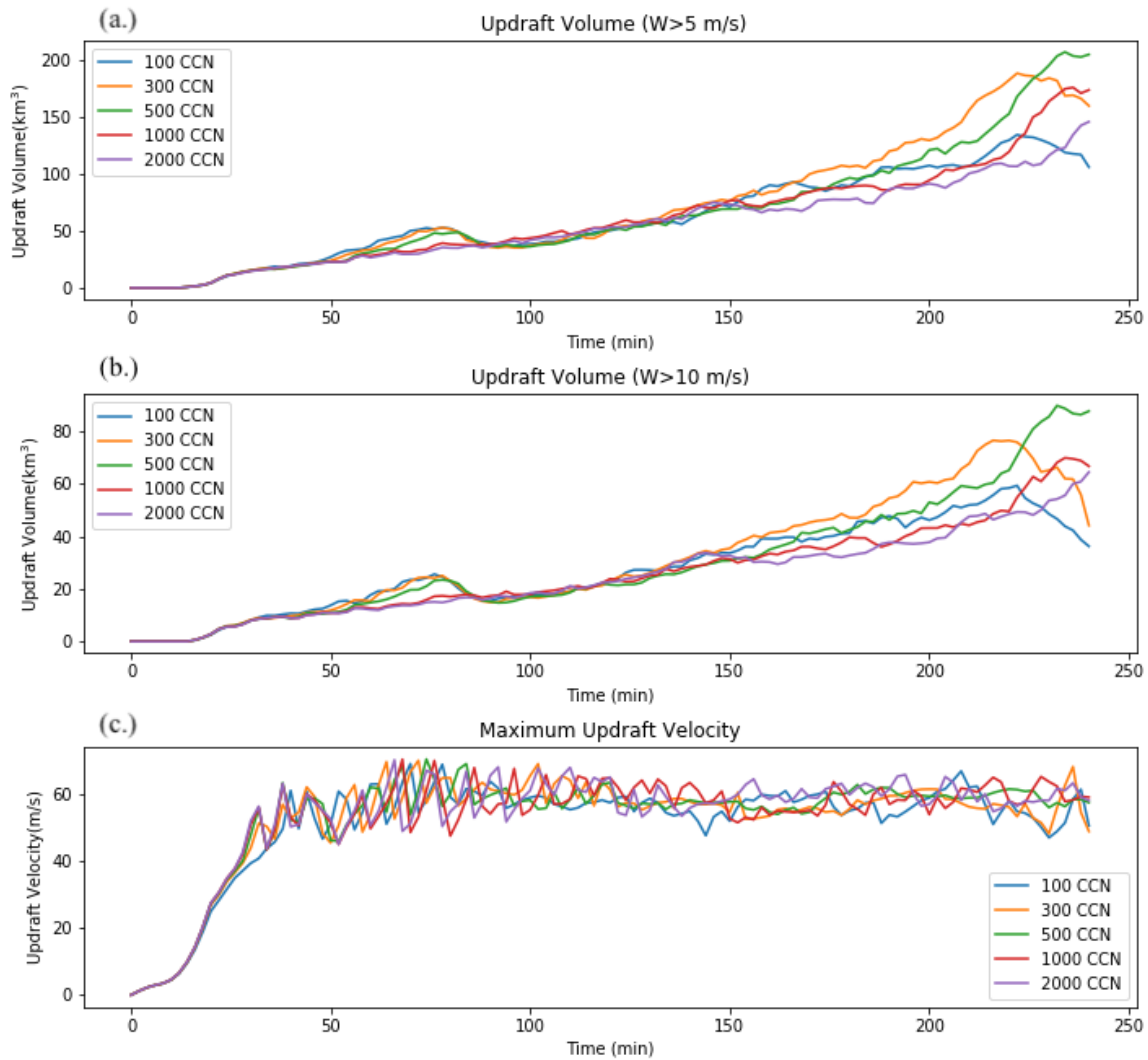 (a.)
Updraft Volume (W>5 m/s)
Updraft Volume(km³)
200
150
100
50
0
100 CCN
300 CCN
500 CCN
1000 CCN
2000 CCN
0 50 100 150 200 250
Time (min)
(b.)
Updraft Volume (W>10 m/s)
Updraft Volume(km³)
80
60
40
20
0
100 CCN
300 CCN
500 CCN
1000 CCN
2000 CCN
0 50 100 150 200 250
Time (min)
(c.)
Maximum Updraft Velocity
Updraft Velocity(m/s)
60
40
20
0
100 CCN
300 CCN
500 CCN
1000 CCN
2000 CCN
0 50 100 150 200 250
Time (min)